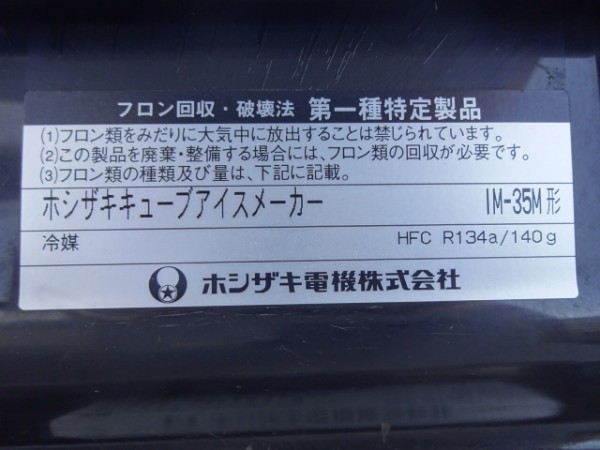 フロン回収・破壊法 第一種特定製品
(1)フロン類をみだりに大気中に放出することは禁じられています。
(2)この製品を廃棄・整備する場合には、フロン類の回収が必要です。
(3)フロン類の種類及び量は、下記に記載。
ホシザキキューブアイスメーカー IM-35M形
冷媒 HFC R134a/140g
ホシザキ電機株式会社